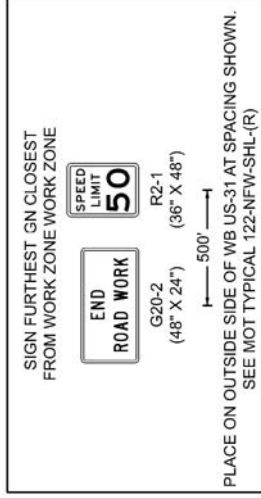 SIGN FURTHEST GN CLOSEST
FROM WORK ZONE WORK ZONE
END
ROAD WORK
SPEED
LIMIT
50
G20-2
(48" X 24")
R2-1
(36" X 48")
500'
PLACE ON OUTSIDE SIDE OF WB US-31 AT SPACING SHOWN.
SEE MOT TYPICAL 122-NFW-SHL-(R)